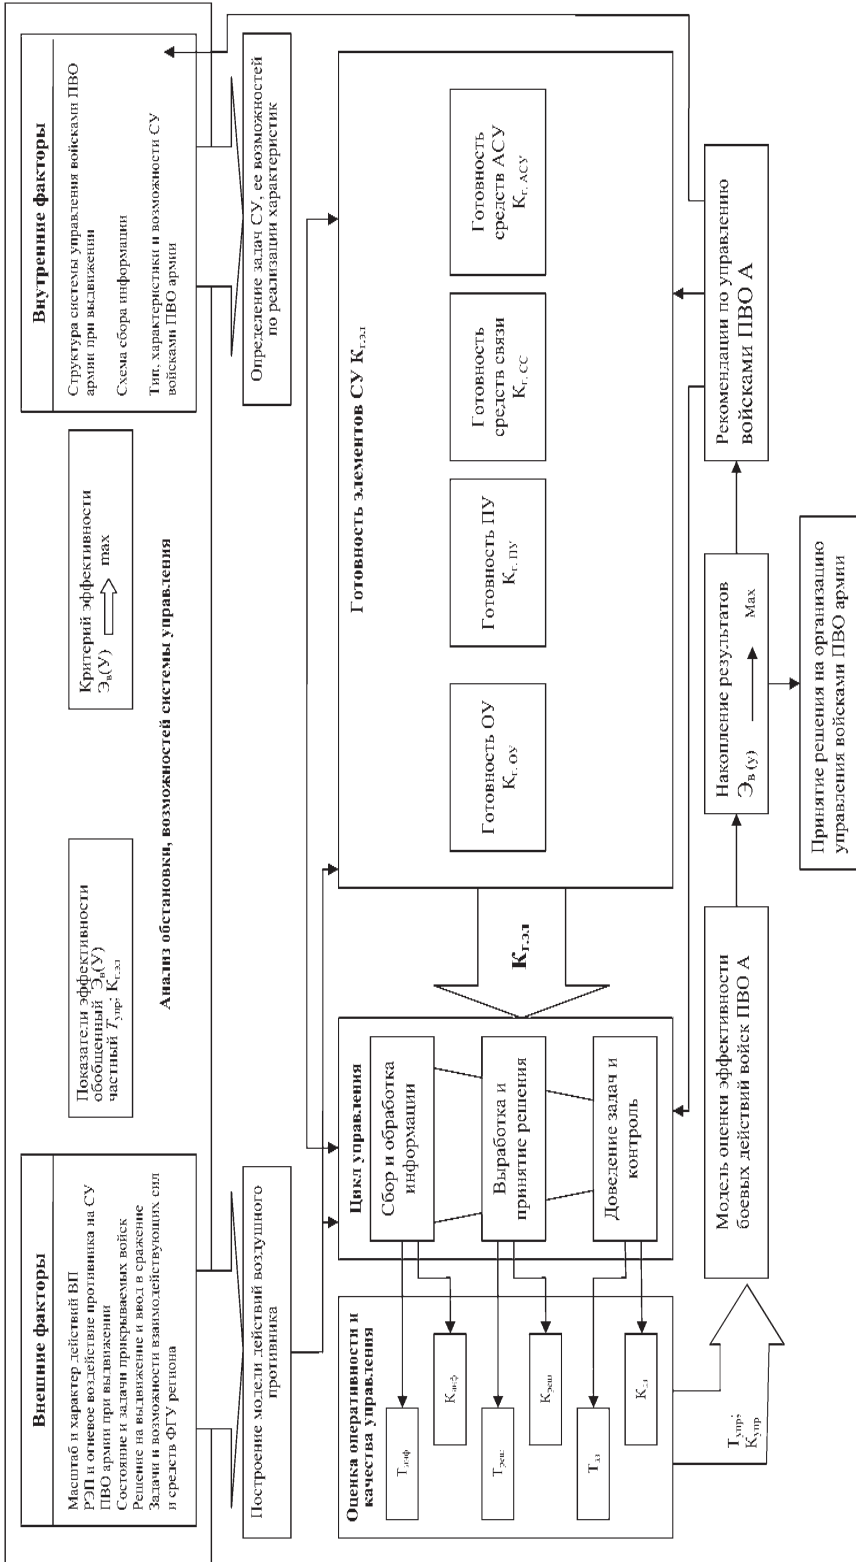 Внешние факторы
Масштаб и характер действий ВП
РЭП и огневое воздействие противника на СУ
ПВО армии при выдвижении
Состояние и задачи прикрываемых войск
Решение на выдвижение и ввод в сражение
Задачи и возможности взаимодействующих сил
и средств ФГУ региона
Показатели эффективности
обобщенный Эв(У)
частный Тупр; Кг.эл
Критерий эффективности
Эв(У) max
Внутренние факторы
Структура системы управления войсками ПВО
армии при выдвижении
Схема сбора информации
Тип, характеристики и возможности СУ
войсками ПВО армии
Анализ обстановки, возможностей системы управления
Построение модели действий воздушного
противника
Определение задач СУ, ее возможностей
по реализации характеристик
Оценка оперативности и
качества управления
Тинф
Кинф
Треш
Креш
Цикл управления
Сбор и обработка
информации
Выработка и
принятие решения
Доведение задач и
контроль
Кг.эл
Готовность элементов СУ Кг.эл
Готовность ОУ
Кг. ОУ
Готовность ПУ
Кг. ПУ
Готовность
средств связи
Кг. СС
Готовность
средств АСУ
Кг. АСУ
Тупр;
Купр
Модель оценки эффективности
боевых действий войск ПВО А
Накопление результатов
Эв (у) Max
Рекомендации по управлению
войсками ПВО А
Принятие решения на организацию
управления войсками ПВО армии